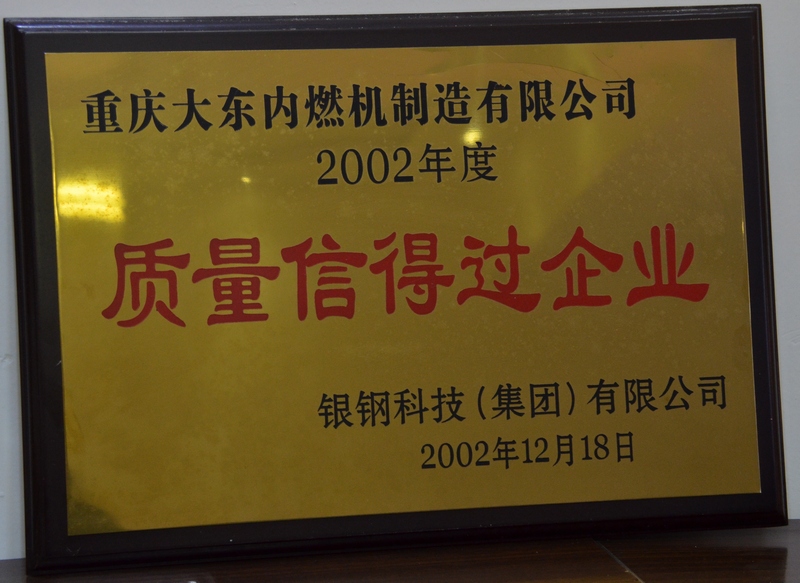 重庆大东内燃机制造有限公司
2002年度
质量信得过企业
银钢科技(集团)有限公司
2002年12月18日